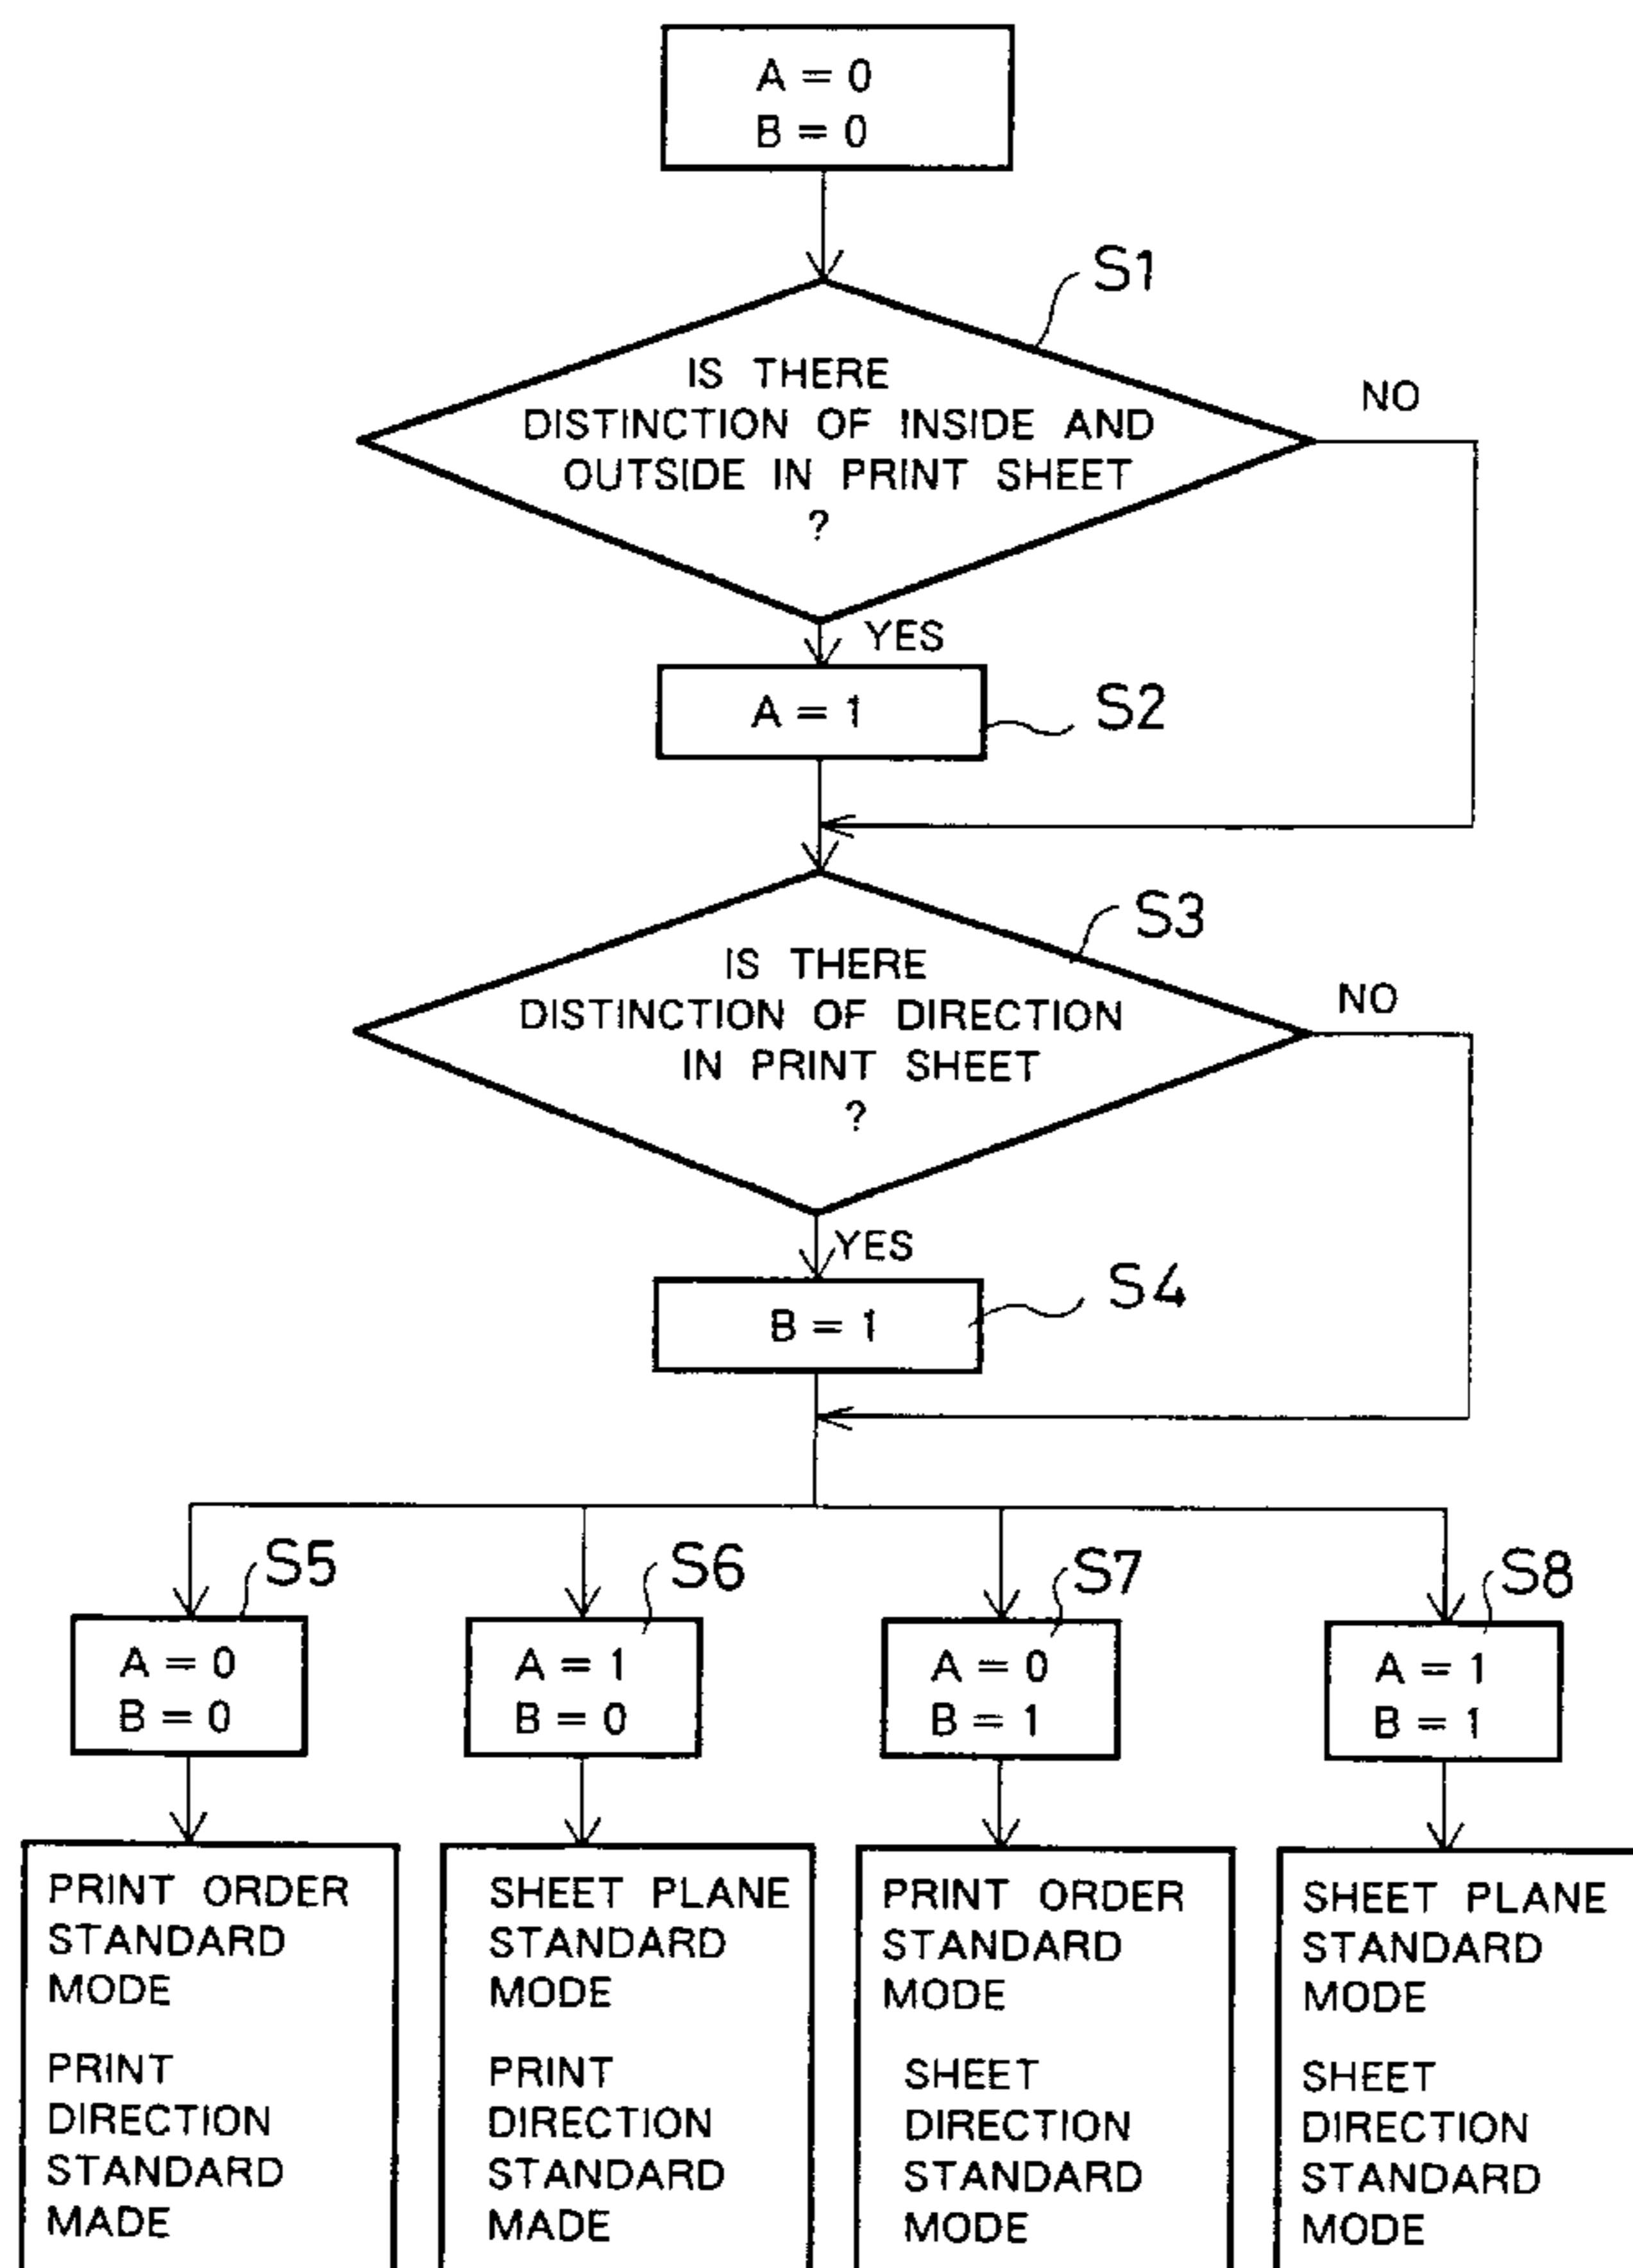 A = 0
B = 0
S1
IS THERE
DISTINCTION OF INSIDE AND
OUTSIDE IN PRINT SHEET
?
NO
YES
A = 1
S2
S3
IS THERE
DISTINCTION OF DIRECTION
IN PRINT SHEET
?
NO
YES
B = 1
S4
S5
A = 0
B = 0
S6
A = 1
B = 0
S7
A = 0
B = 1
S8
A = 1
B = 1
PRINT ORDER
STANDARD
MODE
PRINT
DIRECTION
STANDARD
MADE
SHEET PLANE
STANDARD
MODE
PRINT
DIRECTION
STANDARD
MADE
PRINT ORDER
STANDARD
MODE
SHEET
DIRECTION
STANDARD
MODE
SHEET PLANE
STANDARD
MODE
SHEET
DIRECTION
STANDARD
MODE